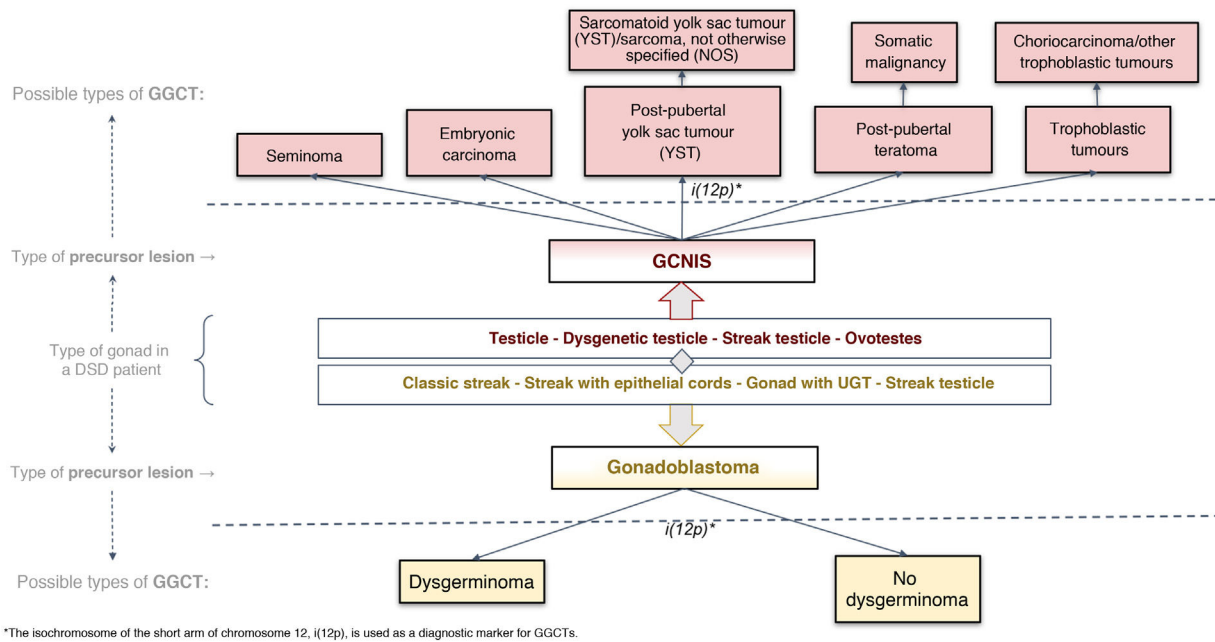 Possible types of GGCT:
Seminoma
Embryonic
carcinoma
Sarcomatoid yolk sac tumour
(YST)/sarcoma, not otherwise
specified (NOS)
Post-pubertal
yolk sac tumour
(YST)
Somatic
malignancy
Post-pubertal
teratoma
Choriocarcinoma/other
trophoblastic tumours
Trophoblastic
tumours
i(12p)*
Type of precursor lesion →
GCNIS
Type of gonad in
a DSD patient
Testicle - Dysgenetic testicle - Streak testicle - Ovotestes
Classic streak - Streak with epithelial cords - Gonad with UGT - Streak testicle
Type of precursor lesion →
Gonadoblastoma
i(12p)*
Possible types of GGCT:
Dysgerminoma
No
dysgerminoma
*The isochromosome of the short arm of chromosome 12, i(12p), is used as a diagnostic marker for GGCTs.